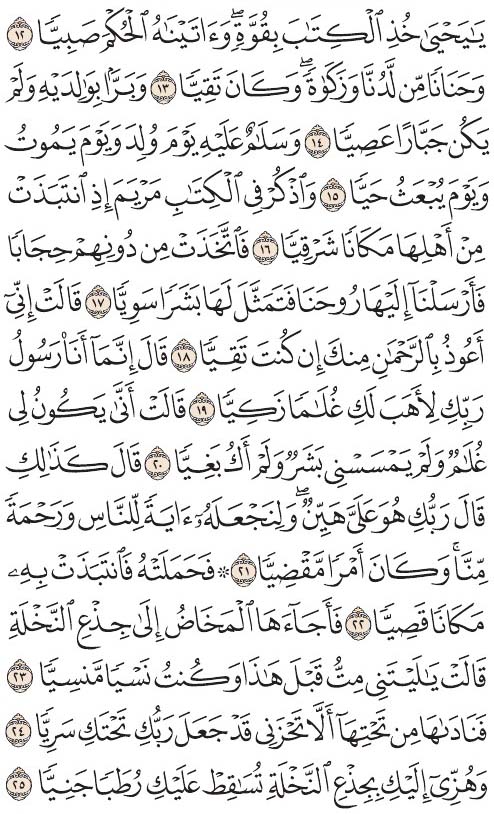 يَٰيَحۡيَىٰ خُذِ ٱلۡكِتَٰبَ بِقُوَّةٖۖ وَءَاتَيۡنَٰهُ ٱلۡحُكۡمَ صَبِيّٗا ١٢
وَحَنَانٗا مِّن لَّدُنَّا وَزَكَوٰةٗۖ وَكَانَ تَقِيّٗا ١٣ وَبَرَّۢا بِوَٰلِدَيۡهِ وَلَمۡ
يَكُن جَبَّارًا عَصِيّٗا ١٤ وَسَلَٰمٌ عَلَيۡهِ يَوۡمَ وُلِدَ وَيَوۡمَ يَمُوتُ
وَيَوۡمَ يُبۡعَثُ حَيّٗا ١٥ وَٱذۡكُرۡ فِي ٱلۡكِتَٰبِ مَرۡيَمَ إِذِ ٱنتَبَذَتۡ
مِنۡ أَهۡلِهَا مَكَانٗا شَرۡقِيّٗا ١٦ فَٱتَّخَذَتۡ مِن دُونِهِمۡ حِجَابٗا
فَأَرۡسَلۡنَآ إِلَيۡهَا رُوحَنَا فَتَمَثَّلَ لَهَا بَشَرٗا سَوِيّٗا ١٧ قَالَتۡ إِنِّيٓ
أَعُوذُ بِٱلرَّحۡمَٰنِ مِنكَ إِن كُنتَ تَقِيّٗا ١٨ قَالَ إِنَّمَآ أَنَا۠ رَسُولُ
رَبِّكِ لِأَهَبَ لَكِ غُلَٰمٗا زَكِيّٗا ١٩ قَالَتۡ أَنَّىٰ يَكُونُ لِي
غُلَٰمٞ وَلَمۡ يَمۡسَسۡنِي بَشَرٞ وَلَمۡ أَكُ بَغِيّٗا ٢٠ قَالَ كَذَٰلِكِ
قَالَ رَبُّكِ هُوَ عَلَيَّ هَيِّنٞۖ وَلِنَجۡعَلَهُۥٓ ءَايَةٗ لِّلنَّاسِ وَرَحۡمَةٗ
مِّنَّاۚ وَكَانَ أَمۡرٗا مَّقۡضِيّٗا ٢١ ۞ فَحَمَلَتۡهُ فَٱنتَبَذَتۡ بِهِۦ
مَكَانٗا قَصِيّٗا ٢٢ فَأَجَآءَهَا ٱلۡمَخَاضُ إِلَىٰ جِذۡعِ ٱلنَّخۡلَةِ
قَالَتۡ يَٰلَيۡتَنِي مِتُّ قَبۡلَ هَٰذَا وَكُنتُ نَسۡيٗا مَّنسِيّٗا ٢٣
فَنَادَىٰهَا مِن تَحۡتِهَآ أَلَّا تَحۡزَنِي قَدۡ جَعَلَ رَبُّكِ تَحۡتَكِ سَرِيّٗا ٢٤
وَهُزِّيٓ إِلَيۡكِ بِجِذۡعِ ٱلنَّخۡلَةِ تُسَٰقِطۡ عَلَيۡكِ رُطَبٗا جَنِيّٗا ٢٥